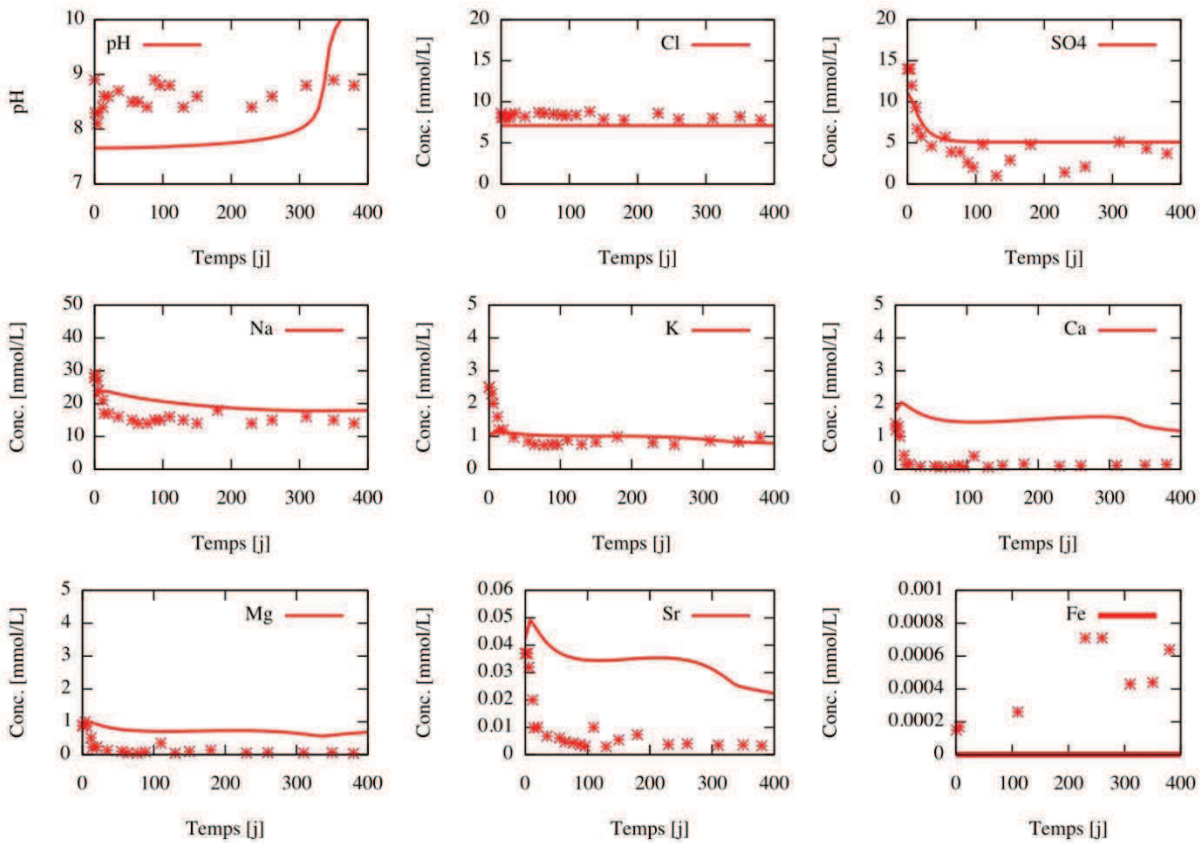 pH
10
9
8
7
pH
0 100 200 300 400
Temps [j]
Conc. [mmol/L]
20
15
10
5
0
Cl
0 100 200 300 400
Temps [j]
Conc. [mmol/L]
20
15
10
5
0
SO4
0 100 200 300 400
Temps [j]
Conc. [mmol/L]
50
40
30
20
10
0
Na
0 100 200 300 400
Temps [j]
Conc. [mmol/L]
5
4
3
2
1
0
K
0 100 200 300 400
Temps [j]
Conc. [mmol/L]
5
4
3
2
1
0
Ca
0 100 200 300 400
Temps [j]
Conc. [mmol/L]
5
4
3
2
1
0
Mg
0 100 200 300 400
Temps [j]
Conc. [mmol/L]
0.06
0.05
0.04
0.03
0.02
0.01
0
Sr
0 100 200 300 400
Temps [j]
Conc. [mmol/L]
0.001
0.0008
0.0006
0.0004
0.0002
0
Fe
0 100 200 300 400
Temps [j]